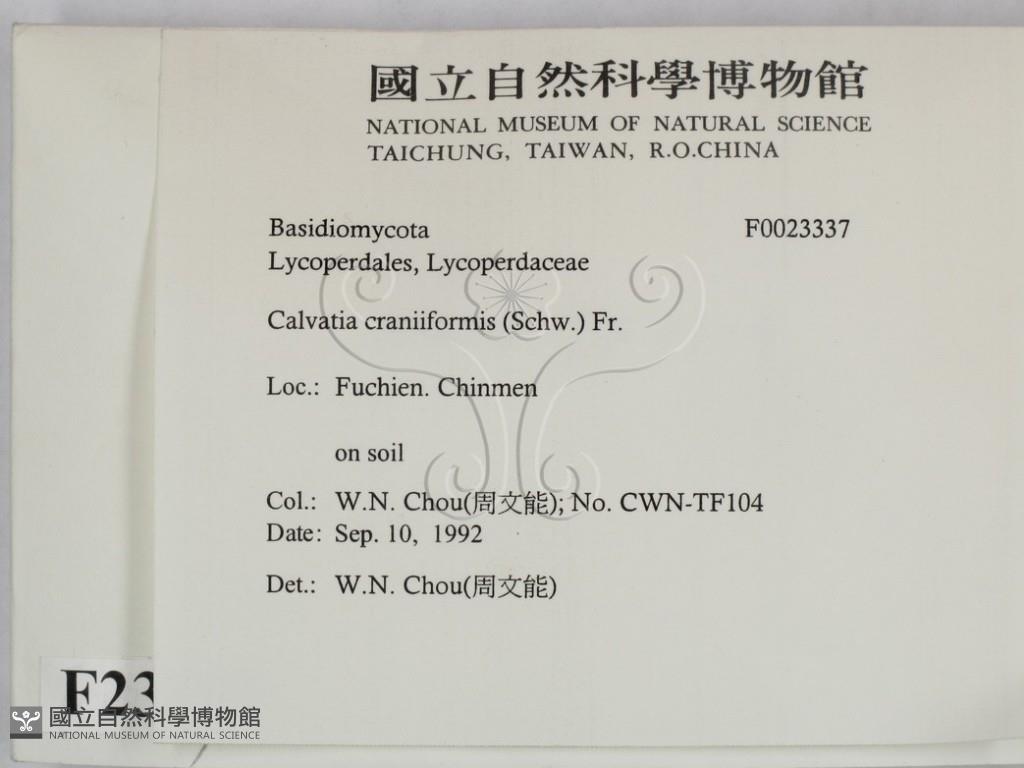 國立自然科學博物館
NATIONAL MUSEUM OF NATURAL SCIENCE
TAICHUNG, TAIWAN, R.O.CHINA
Basidiomycota F0023337
Lycoperdales, Lycoperdaceae
Calvatia craniiformis (Schw.) Fr.
Loc.: Fuchien. Chinmen
on soil
Col.: W.N. Chou(周文能); No. CWN-TF104
Date: Sep. 10, 1992
Det.: W.N. Chou(周文能)
F23
國立自然科學博物館
NATIONAL MUSEUM OF NATURAL SCIENCE